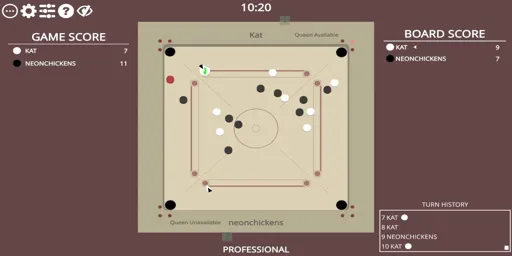 10:20
GAME SCORE
KAT 7
NEONCHICKENS 11
Kat
Queen Available
BOARD SCORE
KAT 9
NEONCHICKENS 7
Queen Unavailable
neonchickens
PROFESSIONAL
TURN HISTORY
7 KAT
8 KAT
9 NEONCHICKENS
10 KAT